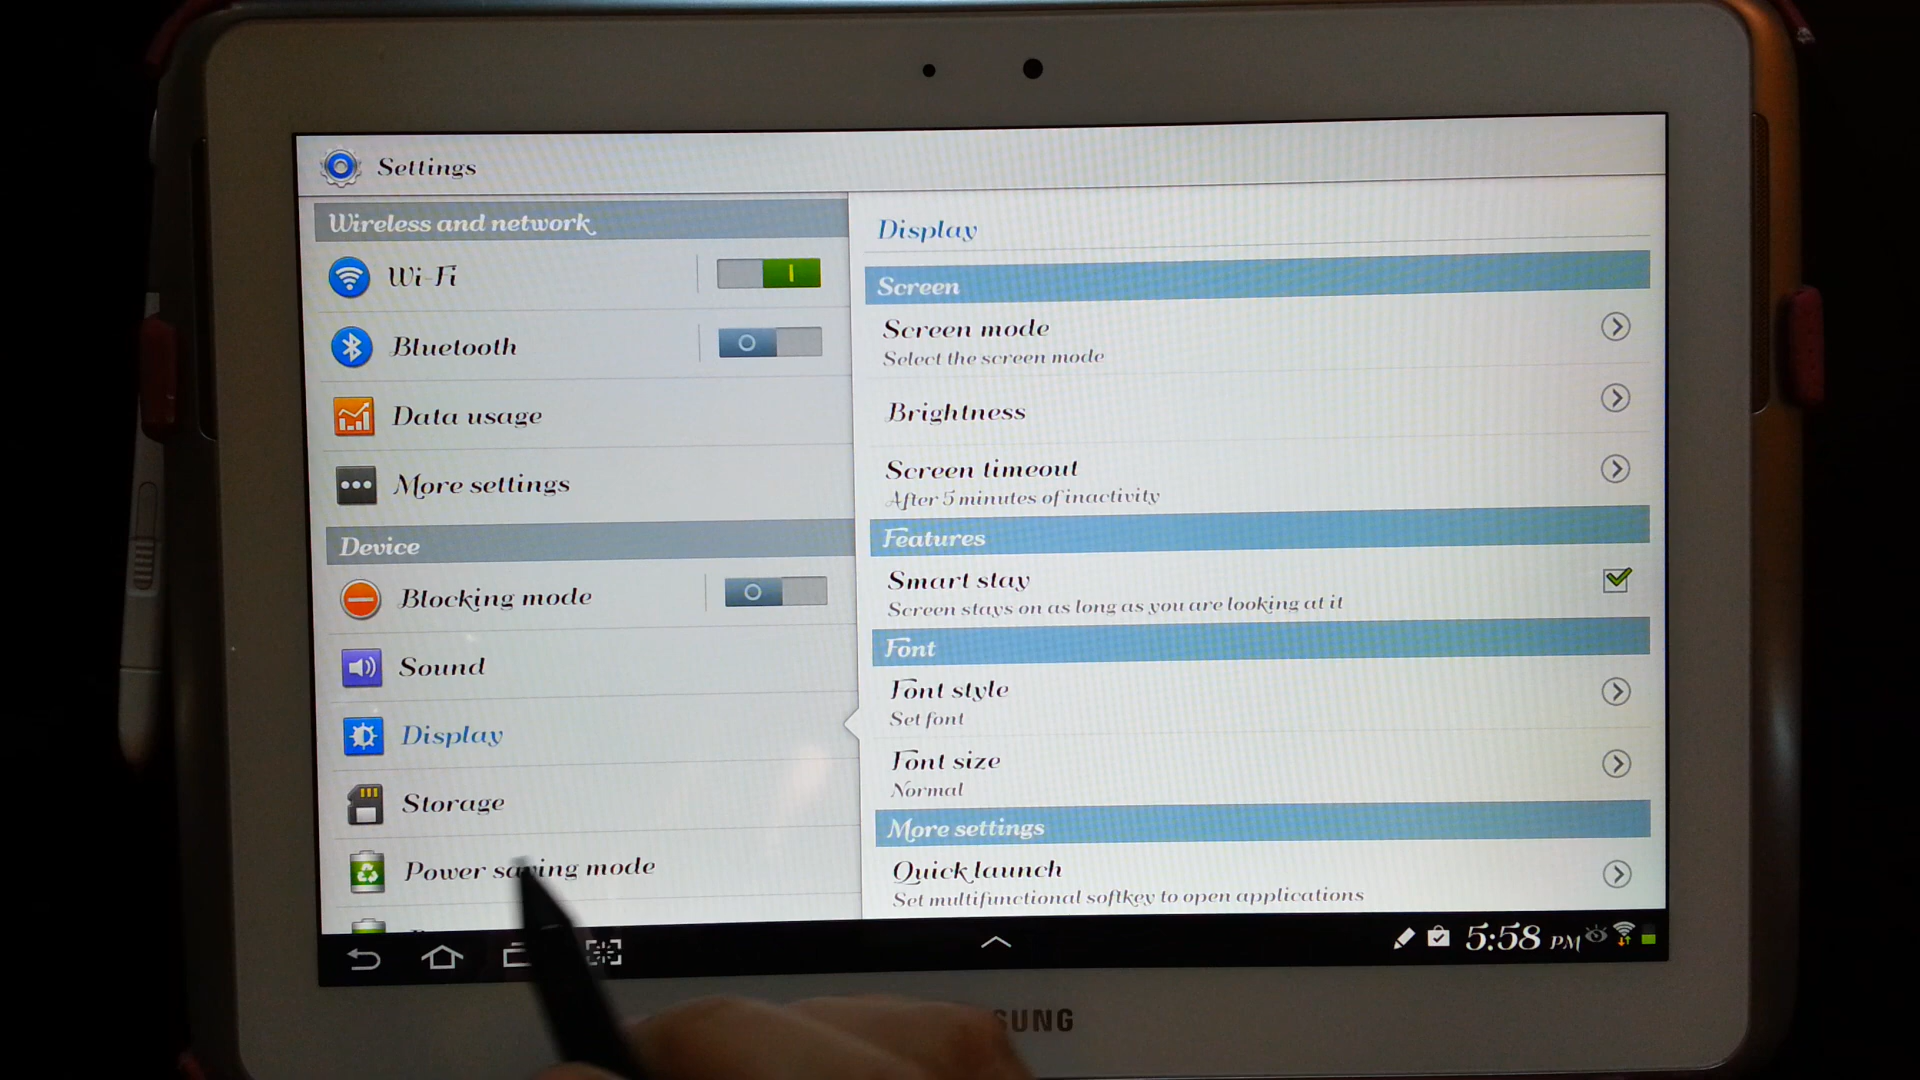 Settings
Wireless and network
Wi-Fi
Bluetooth
Data usage
More settings
Device
Blocking mode
Sound
Display
Storage
Power saving mode
Display
Screen
Screen mode
Select the screen mode
Brightness
Screen timeout
After 5 minutes of inactivity
Features
Smart stay
Screen stays on as long as you are looking at it
Font
Font style
Set font
Font size
Normal
More settings
Quick launch
Set multifunctional softkey to open applications
5:58 PM
SUNG